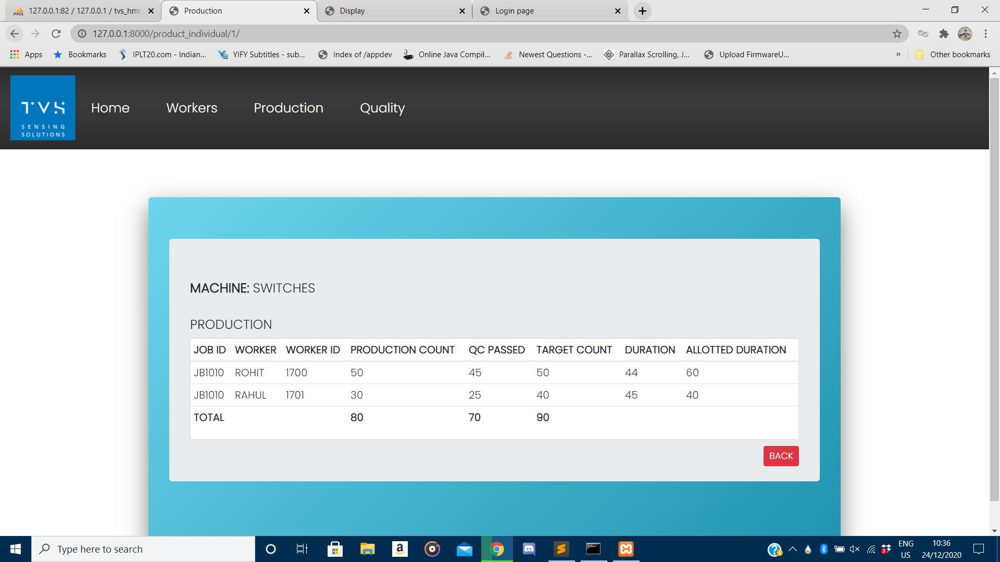 127.0.0.1:82 / 127.0.0.1 / tvs_hmi
Production
Display
Login page
127.0.0.1:8000/product_individual/1/
Apps
Bookmarks
IPLT20.com - Indian...
YIFY Subtitles - sub...
Index of /appdev
Online Java Compil...
Newest Questions -...
Parallax Scrolling, J...
Upload FirmwareU...
»
Other bookmarks
TVS
SENSING
SOLUTIONS
Home
Workers
Production
Quality
MACHINE: SWITCHES
PRODUCTION
JOB ID WORKER WORKER ID PRODUCTION COUNT QC PASSED TARGET COUNT DURATION ALLOTTED DURATION
JB1010 ROHIT 1700 50 45 50 44 60
JB1010 RAHUL 1701 30 25 40 45 40
TOTAL 80 70 90
BACK
Type here to search
ENG
US
10:36
24/12/2020